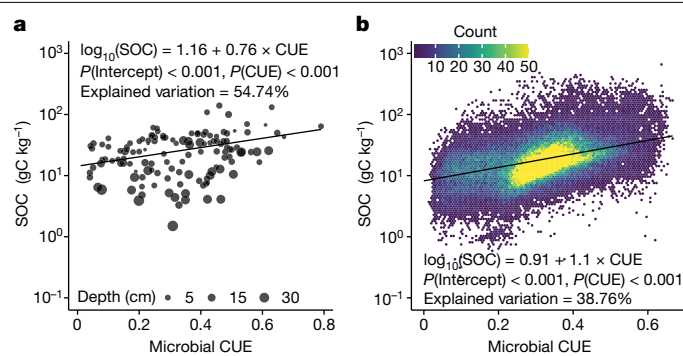 a
log₁₀(SOC) = 1.16 + 0.76 × CUE
P(Intercept) < 0.001, P(CUE) < 0.001
Explained variation = 54.74%
10³
10²
10¹
10⁰
10⁻¹
SOC (gC kg⁻¹)
Depth (cm) 5 15 30
0 0.2 0.4 0.6 0.8
Microbial CUE
b
Count
10 20 30 40 50
10³
10²
10¹
10⁰
10⁻¹
SOC (gC kg⁻¹)
log₁₀(SOC) = 0.91 + 1.1 × CUE
P(Intercept) < 0.001, P(CUE) < 0.001
Explained variation = 38.76%
0 0.2 0.4 0.6
Microbial CUE